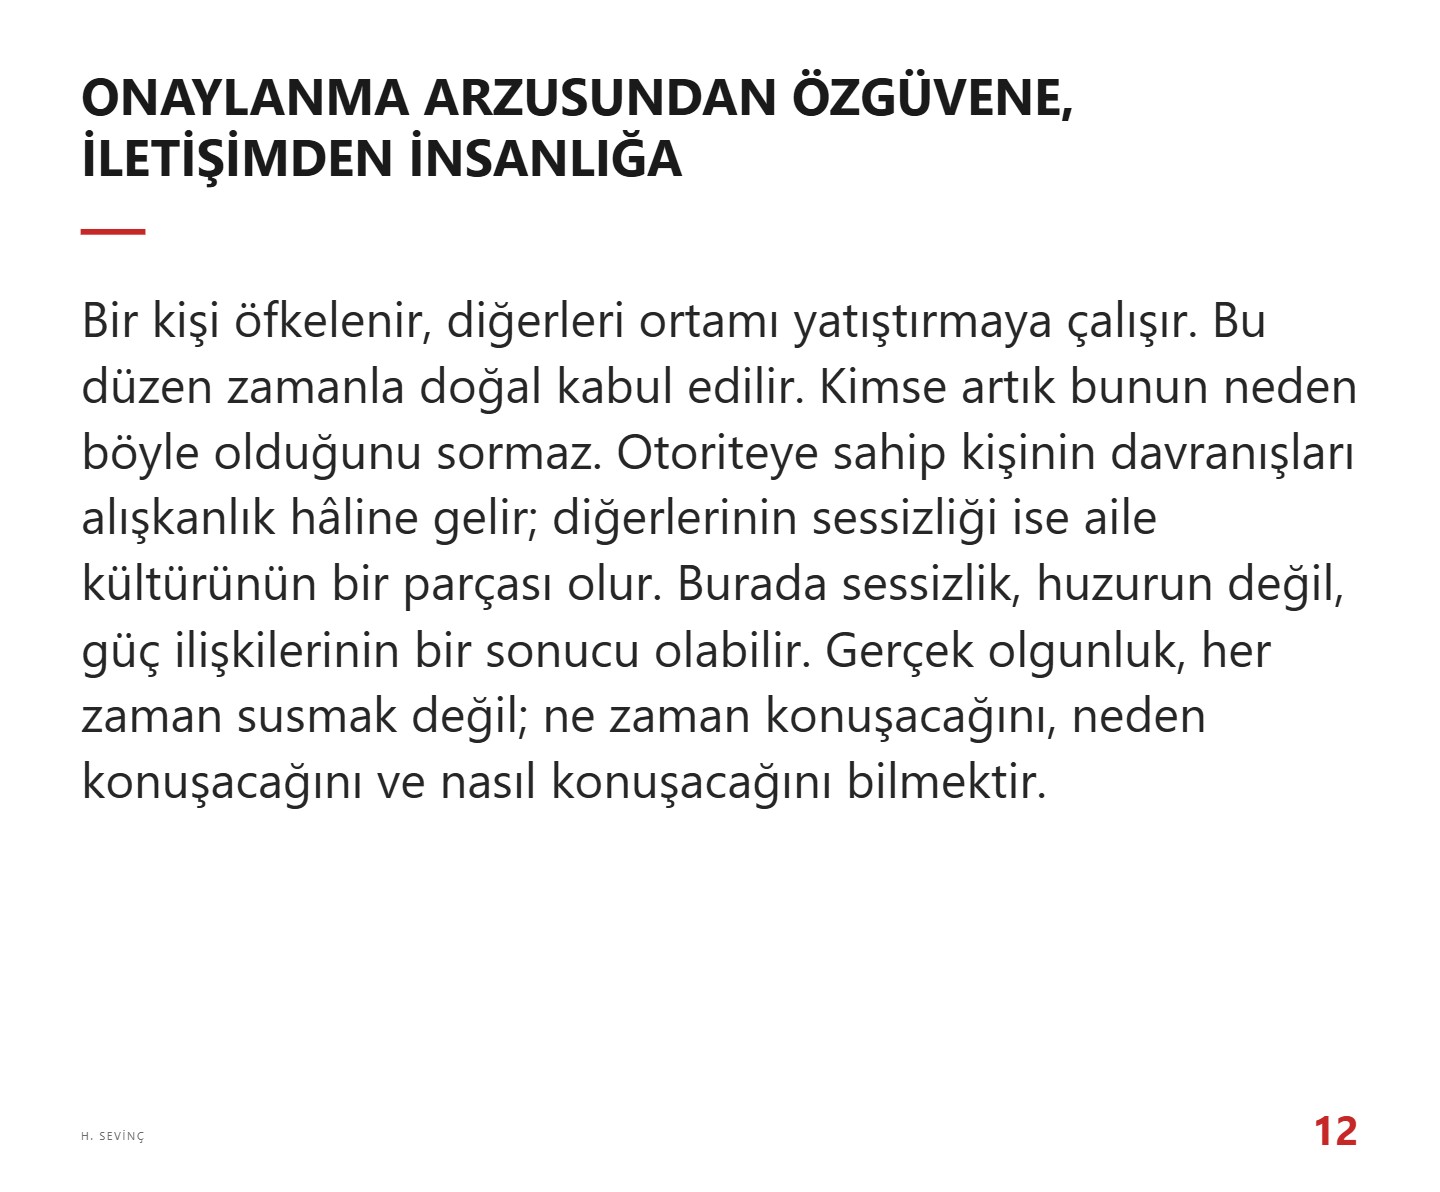 ONAYLANMA ARZUSUNDAN ÖZGÜVENE,
İLETİŞİMDEN İNSANLIĞA
Bir kişi öfkelenir, diğerleri ortamı yatıştırmaya çalışır. Bu
düzen zamanla doğal kabul edilir. Kimse artık bunun neden
böyle olduğunu sormaz. Otoriteye sahip kişinin davranışları
alışkanlık hâline gelir; diğerlerinin sessizliği ise aile
kültürünün bir parçası olur. Burada sessizlik, huzurun değil,
güç ilişkilerinin bir sonucu olabilir. Gerçek olgunluk, her
zaman susmak değil; ne zaman konuşacağını, neden
konuşacağını ve nasıl konuşacağını bilmektir.
H. SEVİNÇ
12